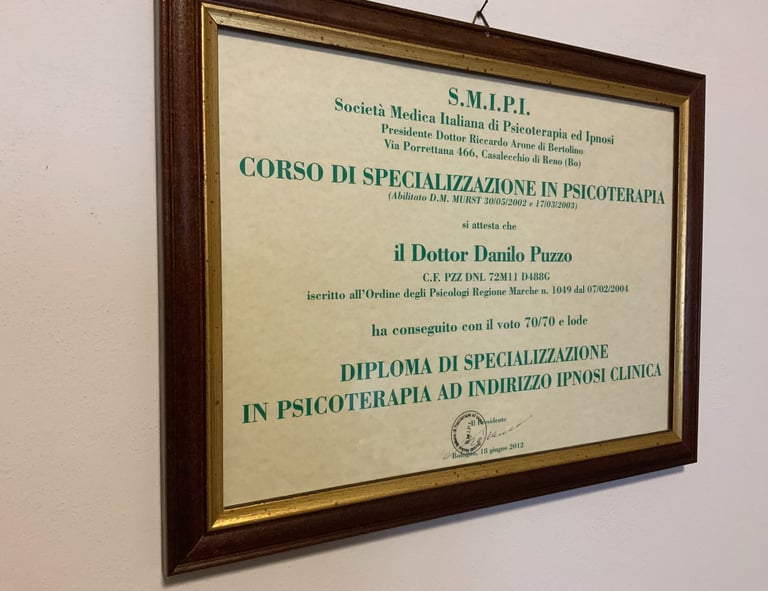 S.M.I.P.I.
Società Medica Italiana di Psicoterapia ed Ipnosi
Presidente Dottor Riccardo Arone di Bertolino
Via Porrettana 466, Casalecchio di Reno (Bo)
CORSO DI SPECIALIZZAZIONE IN PSICOTERAPIA
(Abilitato D.M. MURST 30/05/2002 e 17/03/2003)
si attesta che
il Dottor Danilo Puzzo
C.F. PZZ DNL 72M11 D488G
iscritto all'Ordine degli Psicologi Regione Marche n. 1049 dal 07/02/2004
ha conseguito con il voto 70/70 e lode
DIPLOMA DI SPECIALIZZAZIONE
IN PSICOTERAPIA AD INDIRIZZO IPNOSI CLINICA
Il Presidente
Bologna, 18 giugno 2012